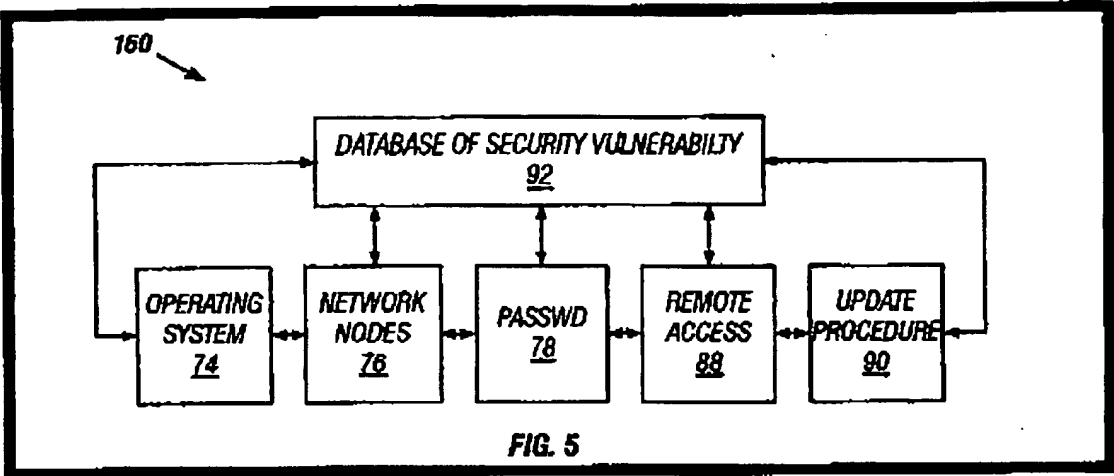 160
DATABASE OF SECURITY VULNERABILTY
92
OPERATING
SYSTEM
74
NETWORK
NODES
76
PASSWD
78
REMOTE
ACCESS
88
UPDATE
PROCEDURE
90
FIG. 5